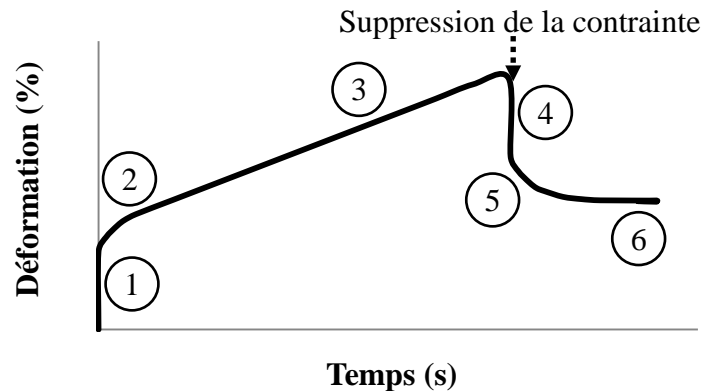 Suppression de la contrainte
Déformation (%)
3
4
2
5
6
1
Temps (s)